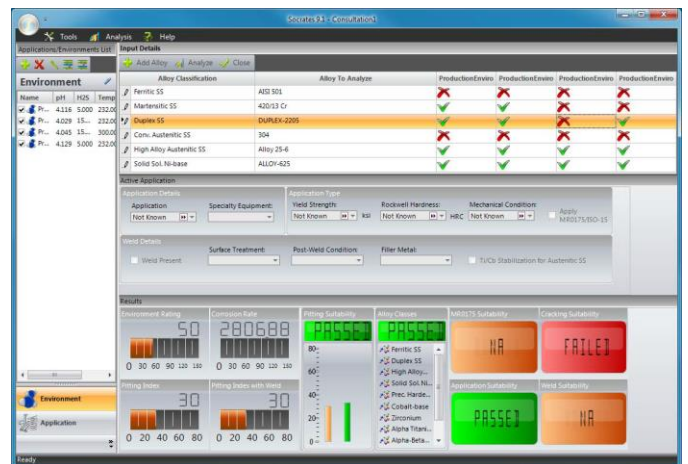 Socrates 9.1 - Consultation1
Tools Analysis Help
Applications/Environments List
Input Details
Add Alloy Analyze Close
Environment
Name pH H2S Temp
Pr... 4.116 5.000 232.00
Pr... 4.029 15.... 232.00
Pr... 4.045 15.... 300.00
Pr... 4.129 5.000 232.00
Alloy Classification Alloy To Analyze ProductionEnviro ProductionEnviro ProductionEnviro ProductionEnviro
Ferritic SS AISI 501
Martensitic SS 420/13 Cr
Duplex SS DUPLEX-2205
Conv. Austenitic SS 304
High Alloy Austenitic SS Alloy 25-6
Solid Sol. Ni-base ALLOY-625
Active Application
Application Details
Application Specialty Equipment:
Not Known
Application Type
Yield Strength: Rockwell Hardness: Mechanical Condition:
Not Known ksi Not Known HRC Not Known
Apply
MR0175/ISO-15
Weld Details
Surface Treatment: Post-Weld Condition: Filler Metal:
Weld Present
Ti/Cb Stabilization for Austenitic SS
Results
Environment Rating
50
0 30 60 90 120 150
Corrosion Rate
280688
0 30 60 90 120 150
Pitting Index
30
0 20 40 60 80
Pitting Index with Weld
30
0 20 40 60 80
Pitting Suitability
PASSED
80
60
40
20
0
Alloy Classes
PASSED
Ferritic SS
Duplex SS
High Alloy...
Solid Sol. Ni...
Prec. Harde...
Cobalt-base
Zirconium
Alpha Titani...
Alpha-Beta...
MR0175 Suitability
NA
Cracking Suitability
FAILED
Application Suitability
PASSED
Weld Suitability
NA
Environment
Application
Ready